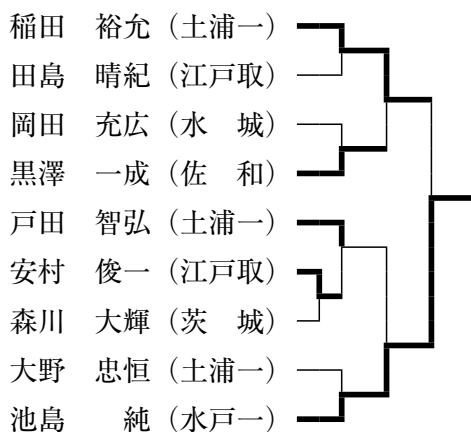 稲田　裕允（土浦一）
田島　晴紀（江戸取）
岡田　充広（水　城）
黒澤　一成（佐　和）
戸田　智弘（土浦一）
安村　俊一（江戸取）
森川　大輝（茨　城）
大野　忠恒（土浦一）
池島　　純（水戸一）